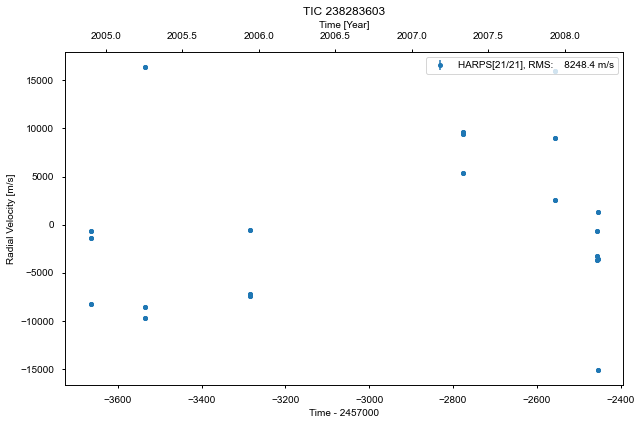 TIC 238283603
Time [Year]
2005.0 2005.5 2006.0 2006.5 2007.0 2007.5 2008.0
HARPS[21/21], RMS: 8248.4 m/s
15000
10000
5000
0
−5000
−10000
−15000
Radial Velocity [m/s]
−3600 −3400 −3200 −3000 −2800 −2600 −2400
Time - 2457000